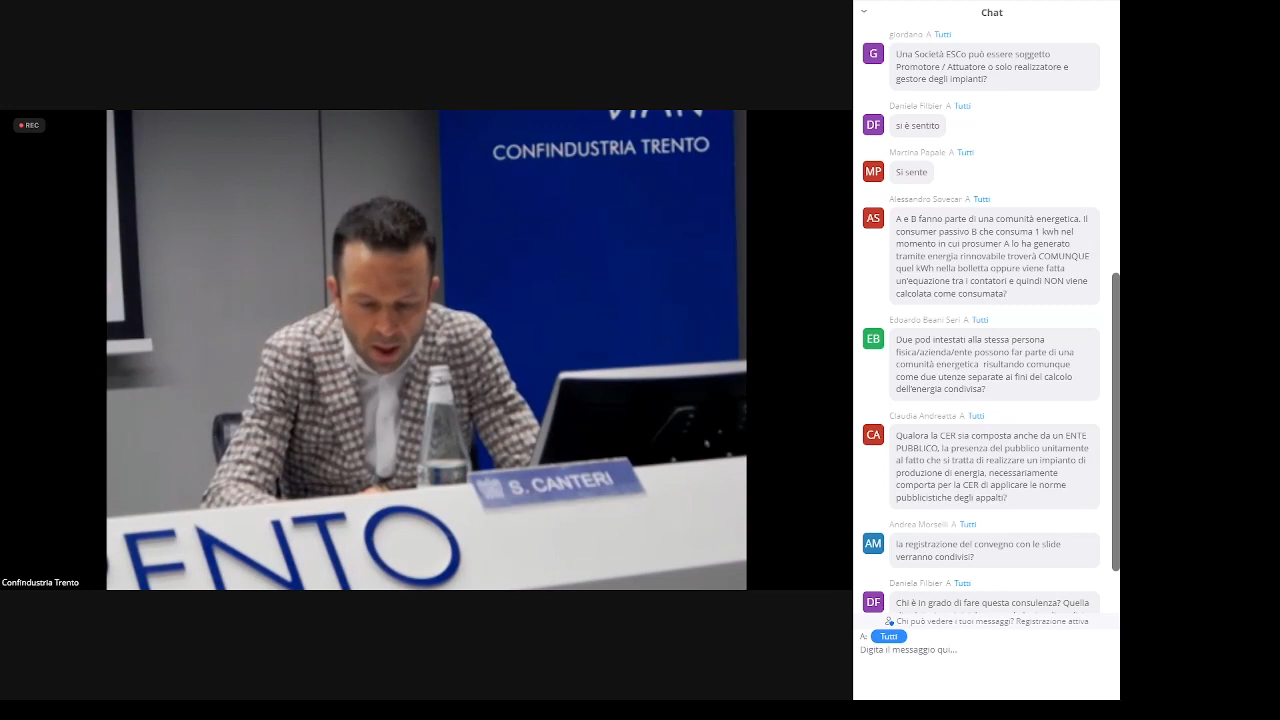 REC
CONFINDUSTRIA TRENTO
S. CANTERI
ENTO
Confindustria Trento
Chat
giordano A Tutti
G
Una Società ESCo può essere soggetto
Promotore / Attuatore o solo realizzatore e
gestore degli impianti?
Daniela Filbier A Tutti
DF
si è sentito
Martina Papale A Tutti
MP
Si sente
Alessandro Sovecar A Tutti
AS
A e B fanno parte di una comunità energetica. Il
consumer passivo B che consuma 1 kwh nel
momento in cui prosumer A lo ha generato
tramite energia rinnovabile troverà COMUNQUE
quel kWh nella bolletta oppure viene fatta
un'equazione tra i contatori e quindi NON viene
calcolata come consumata?
Edoardo Beani Seri A Tutti
EB
Due pod intestati alla stessa persona
fisica/azienda/ente possono far parte di una
comunità energetica risultando comunque
come due utenze separate ai fini del calcolo
dell'energia condivisa?
Claudia Andreatta A Tutti
CA
Qualora la CER sia composta anche da un ENTE
PUBBLICO, la presenza del pubblico unitamente
al fatto che si tratta di realizzare un impianto di
produzione di energia, necessariamente
comporta per la CER di applicare le norme
pubblicistiche degli appalti?
Andrea Morselli A Tutti
AM
la registrazione del convegno con le slide
verranno condivisi?
Daniela Filbier A Tutti
DF
Chi è in grado di fare questa consulenza? Quella
Chi può vedere i tuoi messaggi? Registrazione attiva
A: Tutti
Digita il messaggio qui...